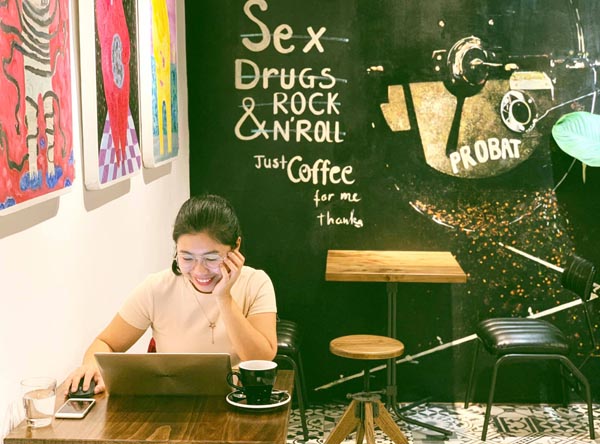 Sex
DRUGS
& ROCK
N'ROLL
Just Coffee
for me
thanks
PROBAT